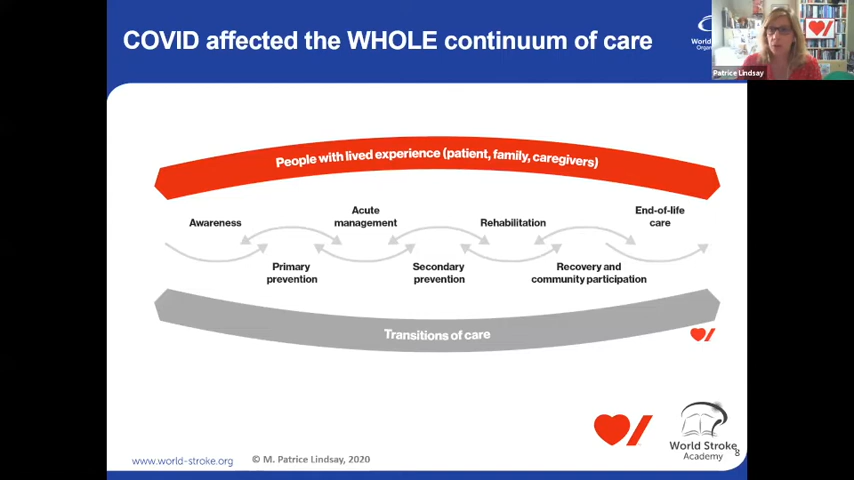 COVID affected the WHOLE continuum of care
World
Patrice Lindsay
People with lived experience (patient, family, caregivers)
Awareness
Acute
management
Rehabilitation
End-of-life
care
Primary
prevention
Secondary
prevention
Recovery and
community participation
Transitions of care
World Stroke
Academy
8
www.world-stroke.org
© M. Patrice Lindsay, 2020